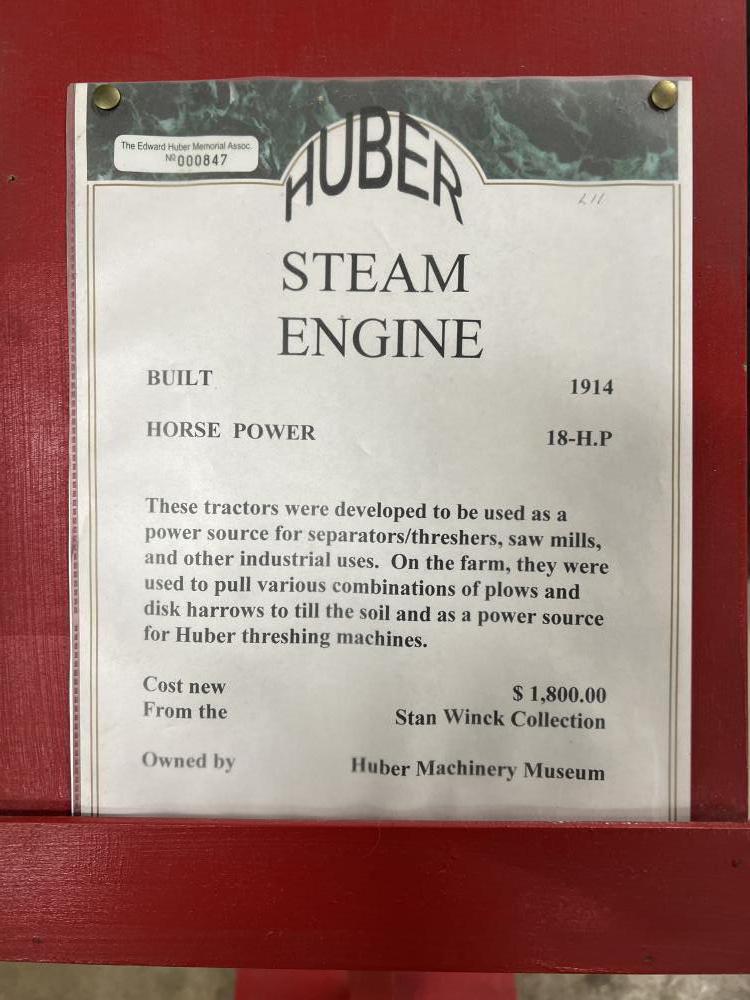 The Edward Huber Memorial Assoc.
№ 000847
HUBER
STEAM
ENGINE
BUILT 1914
HORSE POWER 18-H.P
These tractors were developed to be used as a
power source for separators/threshers, saw mills,
and other industrial uses. On the farm, they were
used to pull various combinations of plows and
disk harrows to till the soil and as a power source
for Huber threshing machines.
Cost new $ 1,800.00
From the Stan Winck Collection
Owned by Huber Machinery Museum